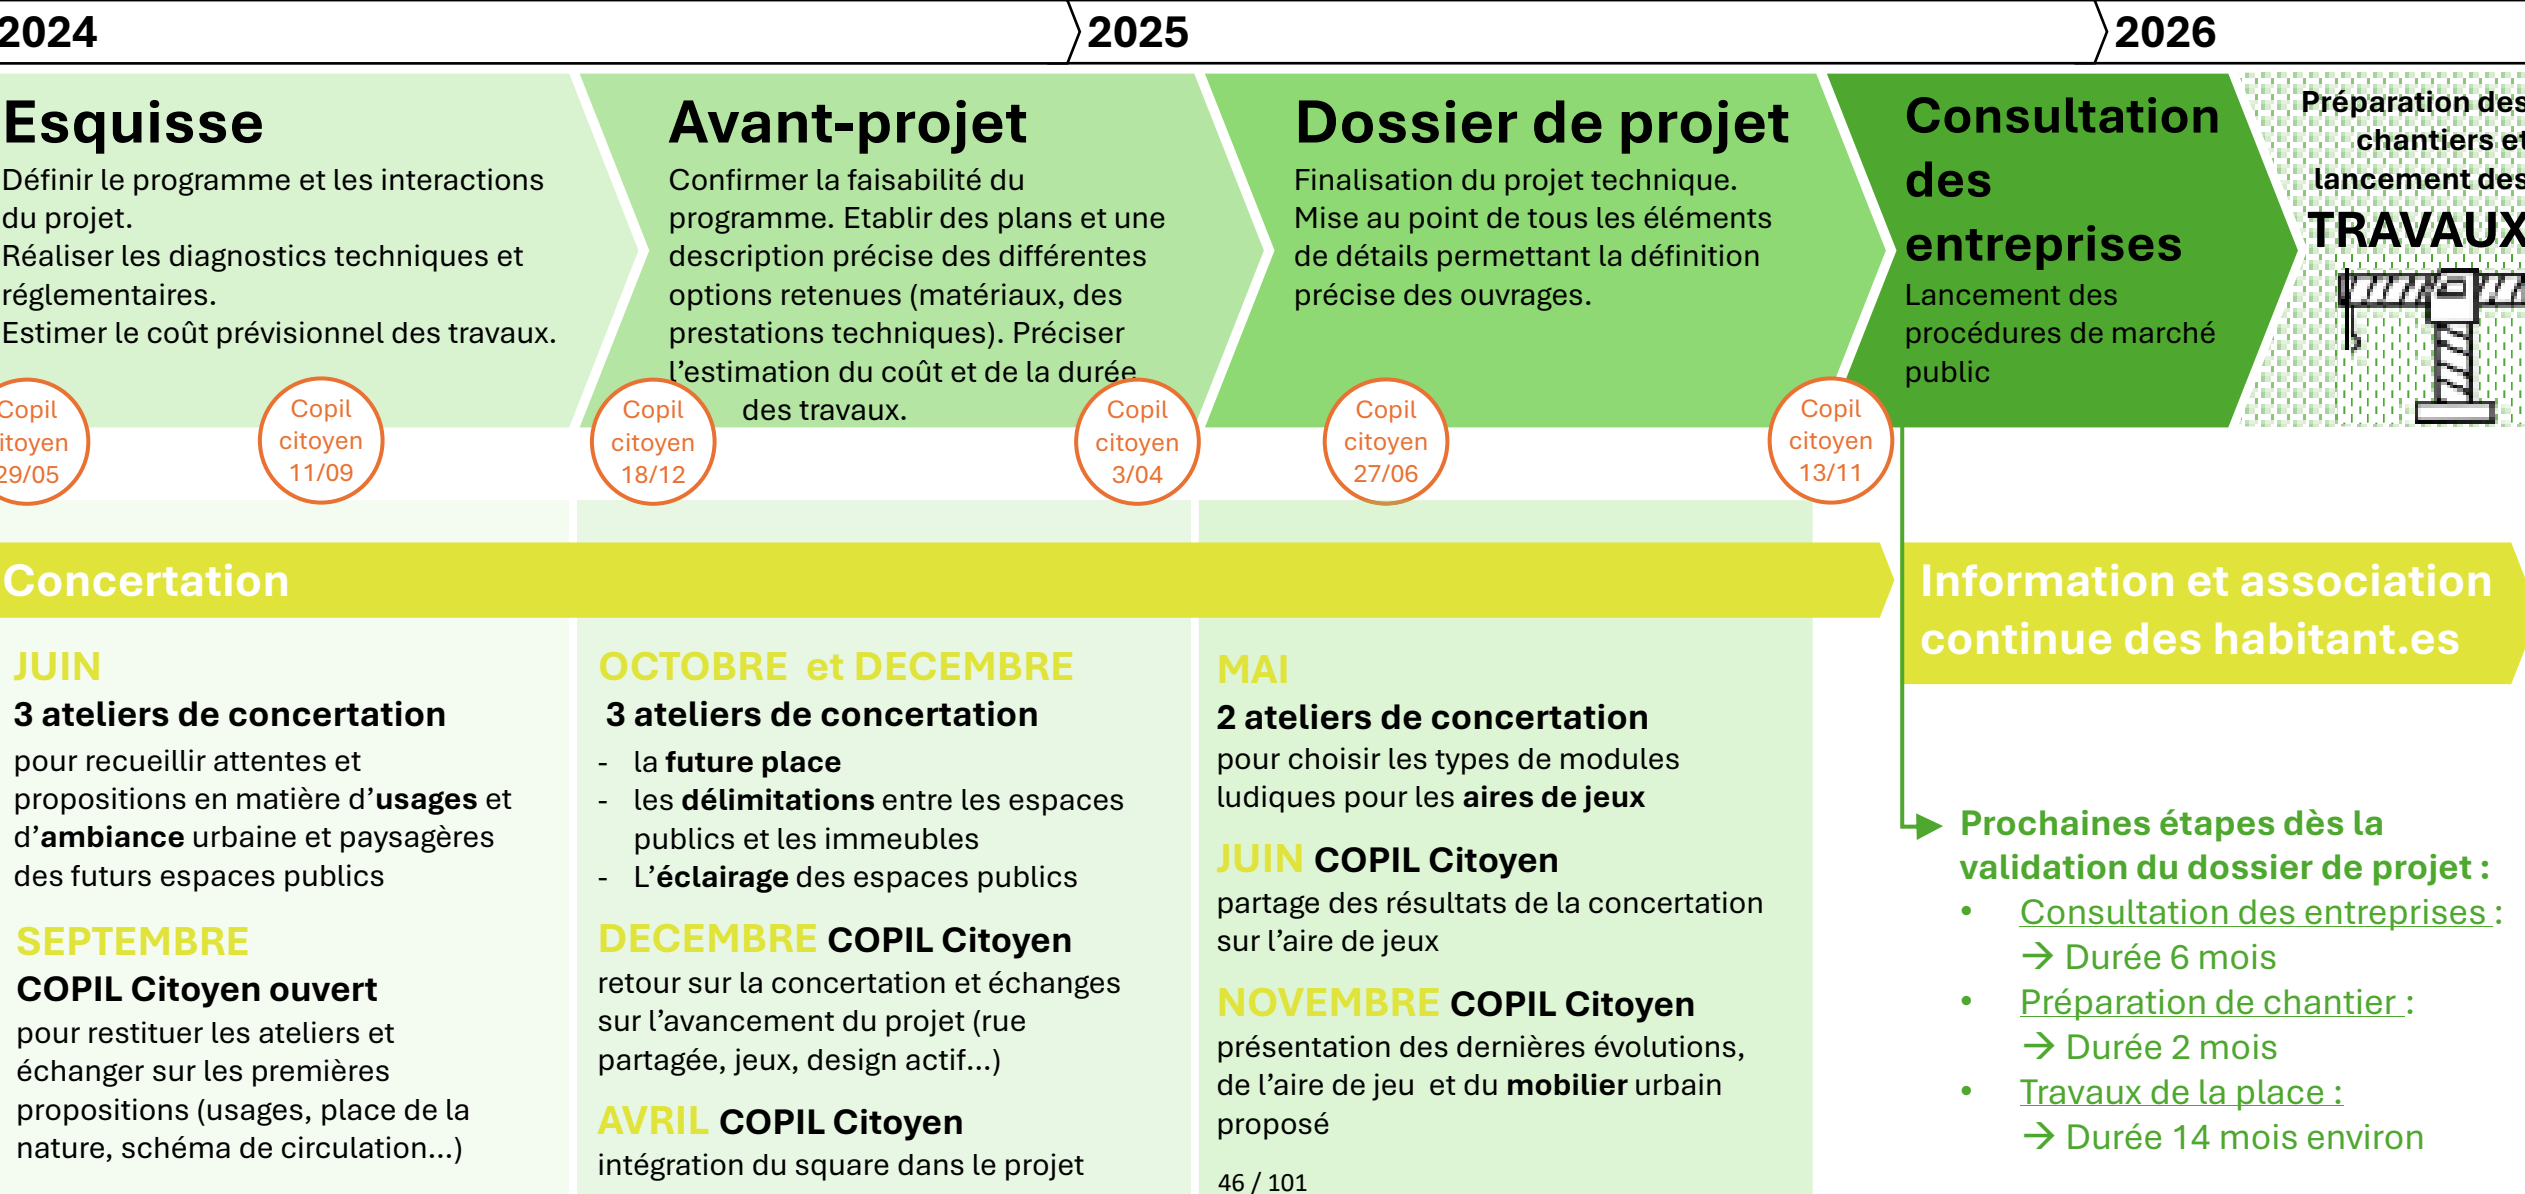 2024
2025
2026
Esquisse
Définir le programme et les interactions
du projet.
Réaliser les diagnostics techniques et
réglementaires.
Estimer le coût prévisionnel des travaux.
Avant-projet
Confirmer la faisabilité du
programme. Etablir des plans et une
description précise des différentes
options retenues (matériaux, des
prestations techniques). Préciser
l’estimation du coût et de la durée
des travaux.
Dossier de projet
Finalisation du projet technique.
Mise au point de tous les éléments
de détails permettant la définition
précise des ouvrages.
Consultation
des
entreprises
Lancement des
procédures de marché
public
Préparation des
chantiers et
lancement des
TRAVAUX
Copil
itoyen
29/05
Copil
citoyen
11/09
Copil
citoyen
18/12
Copil
citoyen
3/04
Copil
citoyen
27/06
Copil
citoyen
13/11
Concertation
Information et association
continue des habitant.es
JUIN
3 ateliers de concertation
pour recueillir attentes et
propositions en matière d’usages et
d’ambiance urbaine et paysagères
des futurs espaces publics
SEPTEMBRE
COPIL Citoyen ouvert
pour restituer les ateliers et
échanger sur les premières
propositions (usages, place de la
nature, schéma de circulation...)
OCTOBRE et DECEMBRE
3 ateliers de concertation
- la future place
- les délimitations entre les espaces
publics et les immeubles
- L’éclairage des espaces publics
DECEMBRE COPIL Citoyen
retour sur la concertation et échanges
sur l’avancement du projet (rue
partagée, jeux, design actif...)
AVRIL COPIL Citoyen
intégration du square dans le projet
MAI
2 ateliers de concertation
pour choisir les types de modules
ludiques pour les aires de jeux
JUIN COPIL Citoyen
partage des résultats de la concertation
sur l’aire de jeux
NOVEMBRE COPIL Citoyen
présentation des dernières évolutions,
de l’aire de jeu et du mobilier urbain
proposé
46 / 101
Prochaines étapes dès la
validation du dossier de projet :
• Consultation des entreprises :
→ Durée 6 mois
• Préparation de chantier :
→ Durée 2 mois
• Travaux de la place :
→ Durée 14 mois environ